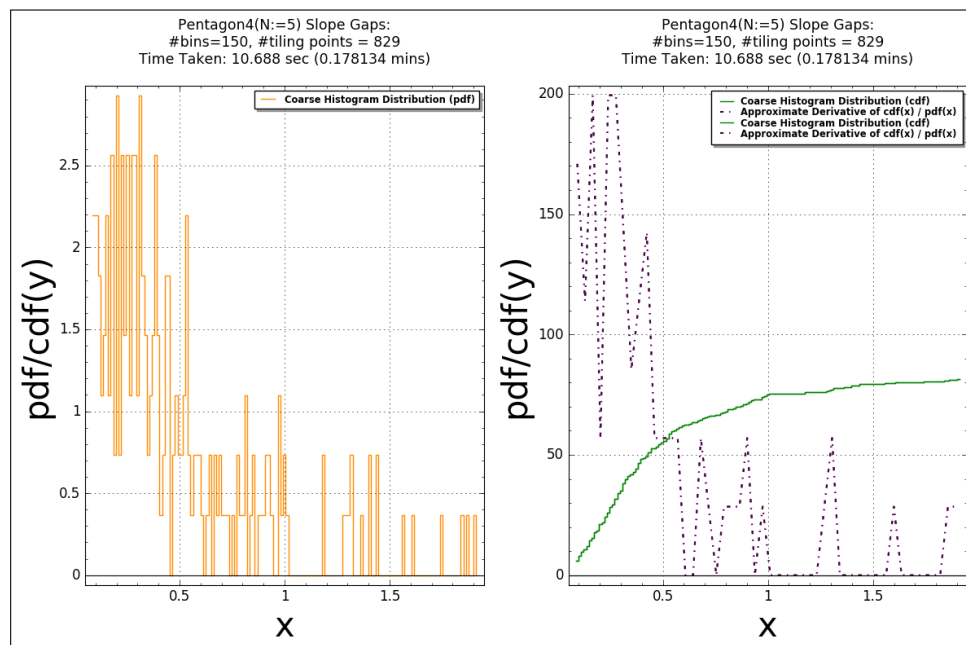 Pentagon4(N:=5) Slope Gaps:
#bins=150, #tiling points = 829
Time Taken: 10.688 sec (0.178134 mins)
Coarse Histogram Distribution (pdf)
2.5
2
1.5
1
0.5
0
pdf/cdf(y)
0.5
1
1.5
x
Pentagon4(N:=5) Slope Gaps:
#bins=150, #tiling points = 829
Time Taken: 10.688 sec (0.178134 mins)
Coarse Histogram Distribution (cdf)
Approximate Derivative of cdf(x) / pdf(x)
Coarse Histogram Distribution (cdf)
Approximate Derivative of cdf(x) / pdf(x)
200
150
100
50
0
pdf/cdf(y)
0.5
1
1.5
x